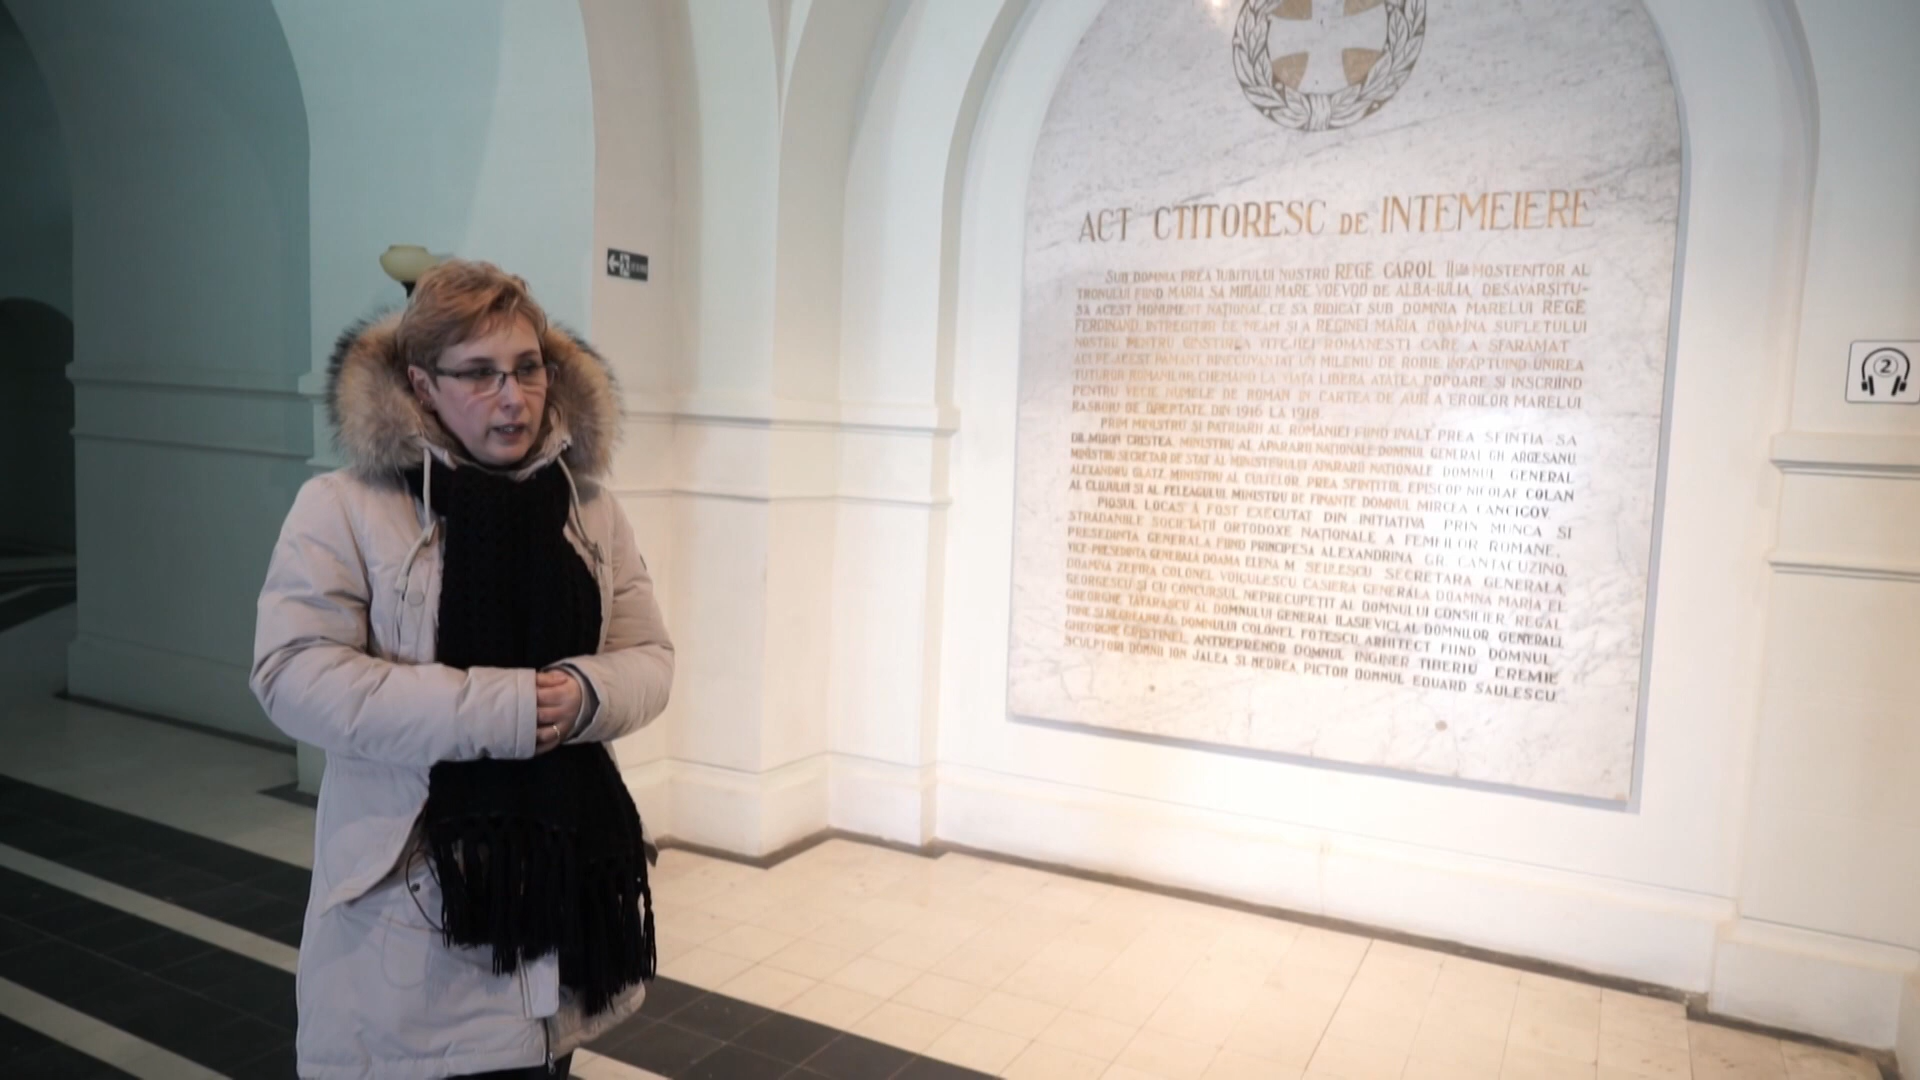 ACT CTITORESC DE INTEMEIERE
SUB DOMNIA PREA IUBITULUI NOSTRU REGE CAROL II MOSTENITOR AL
TRONULUI FIIND MARIA SA MIHAIU MARE VOEVOD DE ALBA-IULIA, DESAVARSITU-
SA ACEST MONUMENT NATIONAL CE SA RIDICAT SUB DOMNIA MARELUI REGE
FERDINAND, INTREGITOR DE NEAM SI A REGINEI MARIA, DOAMNA SUFLETULUI
NOSTRU PENTRU CINSTIREA VITEJIEI ROMANESTI CARE A SFARAMAT
ACEST PAMANT BINECUVANTAT UN MILENIU DE ROBIE INFAPTUIND UNIREA
TUTUROR ROMANILOR, CHEMAND LA VIATA LIBERA ATATEA POPOARE SI INSCRIIND
PENTRU VECIE NUMELE DE ROMAN IN CARTEA DE AUR A EROILOR MARELUI
RASBOIU DE DREPTATE DIN 1916 LA 1918.
PRIM MINISTRU SI PATRIARH AL ROMANIEI FIIND INALT PREA SFINTIA SA
DR. MIRON CRISTEA, MINISTRU AL APARARII NATIONALE DOMNUL GENERAL GH. ARGESANU
MINISTRU SECRETAR DE STAT AL MINISTERULUI APARARII NATIONALE DOMNUL GENERAL
ALEXANDRU GLATZ, MINISTRU AL CULTELOR PREA SFINTITUL EPISCOP NICOLAE COLAN
AL CLUJULUI SI AL FELEAGULUI, MINISTRU DE FINANTE DOMNUL MIRCEA CANCICOV.
PIOSUL LOCAS A FOST EXECUTAT DIN INITIATIVA PRIN MUNCA SI
STRADANIILE SOCIETATII ORTODOXE NATIONALE A FEMEILOR ROMANE,
PRESEDINTA GENERALA FIIND PRINCIPESA ALEXANDRINA GR. CANTACUZINO,
VICE-PRESEDINTA GENERALA DOAMNA ELENA M. SEULESCU SECRETARA GENERALA,
DOAMNA ZEFIRA COLONEL VOICULESCU CASIERA GENERALA DOAMNA MARIA EL.
GEORGESCU SI CU CONCURSUL NEPRECUPETIT AL DOMNULUI CONSILIER REGAL
GHEORGHE TATARASCU AL DOMNULUI GENERAL ILASIEVICI, AL DOMNILOR GENERALI,
AL DOMNULUI COLONEL FOTESCU, ARHITECT FIIND DOMNUL
GHEORGHE CRISTINEL, ANTREPRENOR DOMNUL INGINER TIBERIU EREMIE
SCULPTORI DOMNII ION JALEA SI MEDREA, PICTOR DOMNUL EDUARD SAULESCU.
2